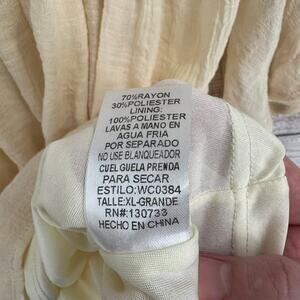 70%RAYON
30%POLIESTER
LINING:
100%POLIESTER
LAVAS A MANO EN
AGUA FRIA
POR SEPARADO
NO USE BLANQUEADOR
CUEL GUELA PRENDA
PARA SECAR
ESTILO:WC0384
TALLE:XL-GRANDE
RN#:130733
HECHO EN CHINA